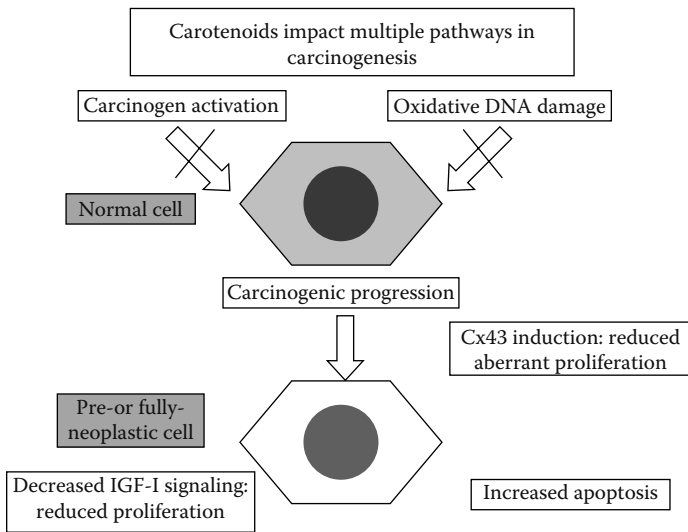 Carotenoids impact multiple pathways in
carcinogenesis
Carcinogen activation
Oxidative DNA damage
Normal cell
Carcinogenic progression
Cx43 induction: reduced
aberrant proliferation
Pre-or fully-
neoplastic cell
Decreased IGF-I signaling:
reduced proliferation
Increased apoptosis